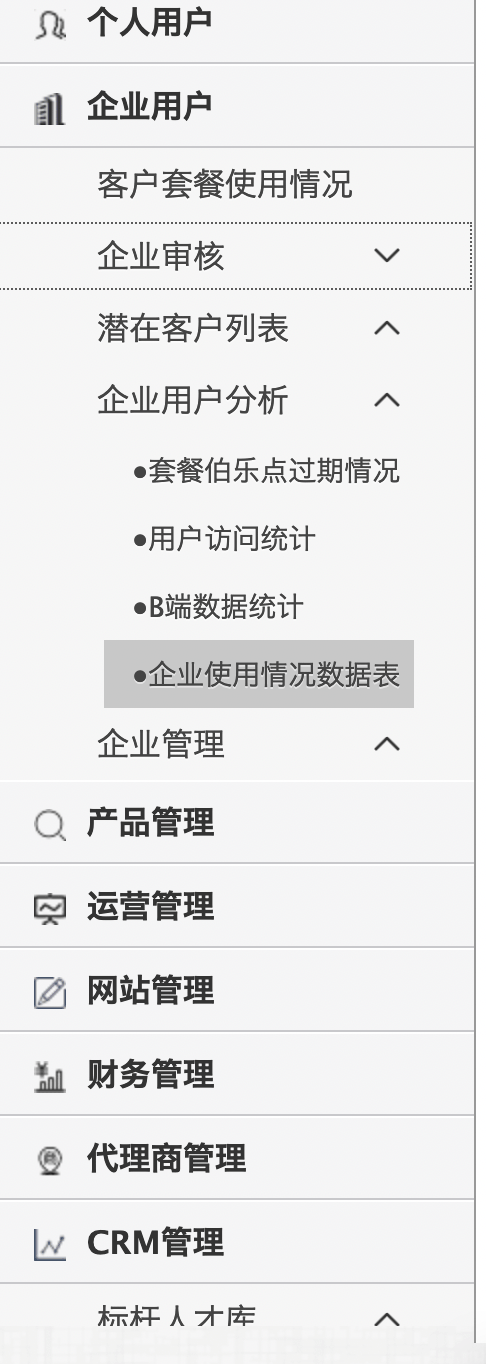 个人用户
企业用户
客户套餐使用情况
企业审核
潜在客户列表
企业用户分析
●套餐伯乐点过期情况
●用户访问统计
●B端数据统计
●企业使用情况数据表
企业管理
产品管理
运营管理
网站管理
财务管理
代理商管理
CRM管理
标杆人才库